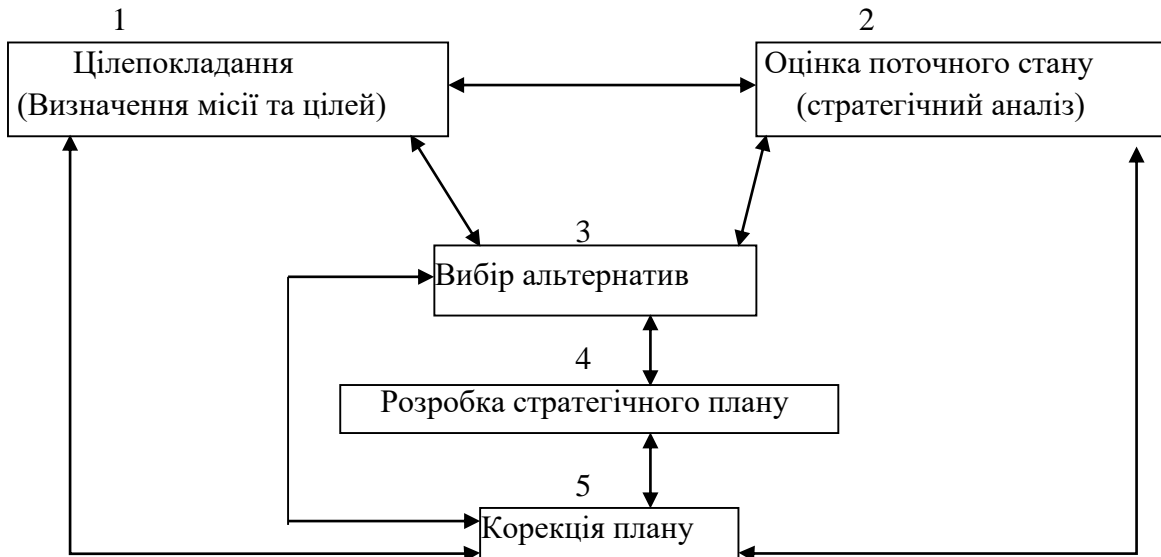 1
2
Цілепокладання
(Визначення місії та цілей)
Оцінка поточного стану
(стратегічний аналіз)
3
Вибір альтернатив
4
Розробка стратегічного плану
5
Корекція плану